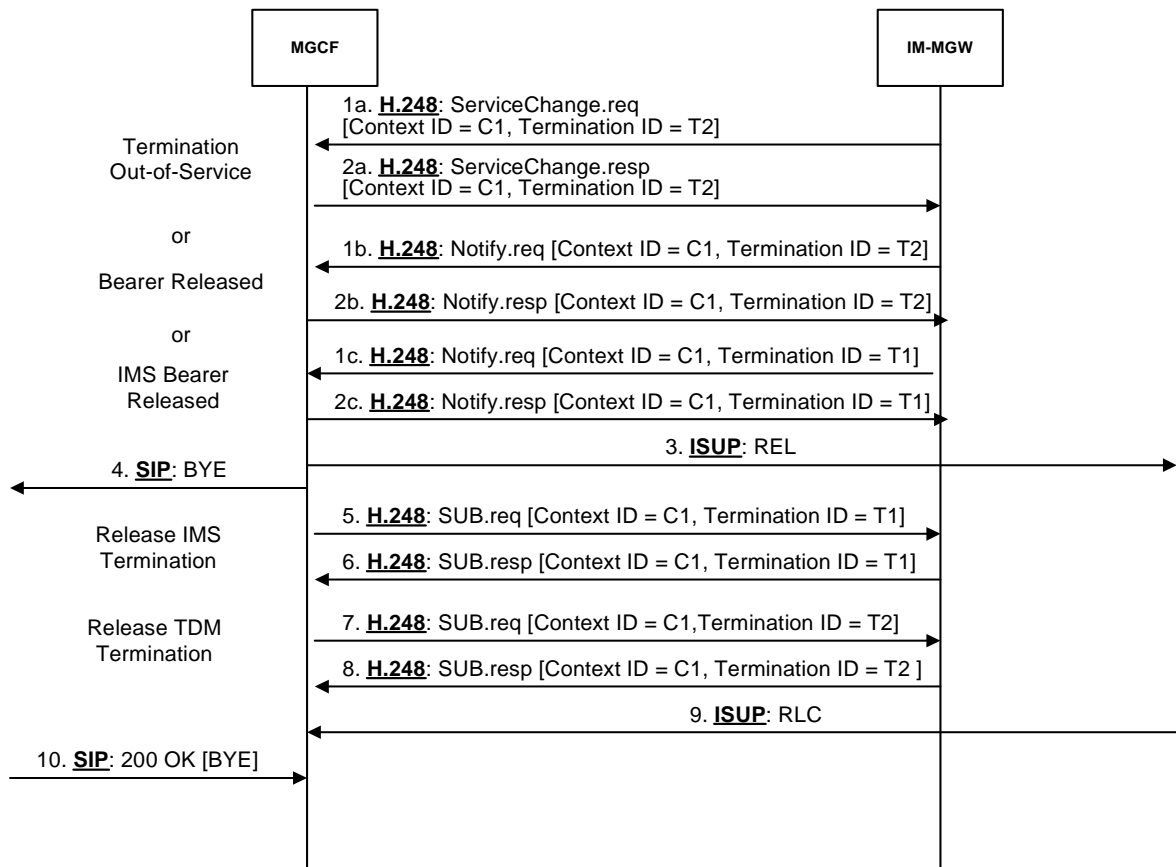 MGCF
IM-MGW
1a. H.248: ServiceChange.req
[Context ID = C1, Termination ID = T2]
Termination
Out-of-Service
2a. H.248: ServiceChange.resp
[Context ID = C1, Termination ID = T2]
or
1b. H.248: Notify.req [Context ID = C1, Termination ID = T2]
Bearer Released
2b. H.248: Notify.resp [Context ID = C1, Termination ID = T2]
or
1c. H.248: Notify.req [Context ID = C1, Termination ID = T1]
IMS Bearer
Released
2c. H.248: Notify.resp [Context ID = C1, Termination ID = T1]
3. ISUP: REL
4. SIP: BYE
5. H.248: SUB.req [Context ID = C1, Termination ID = T1]
Release IMS
Termination
6. H.248: SUB.resp [Context ID = C1, Termination ID = T1]
7. H.248: SUB.req [Context ID = C1,Termination ID = T2]
Release TDM
Termination
8. H.248: SUB.resp [Context ID = C1, Termination ID = T2 ]
9. ISUP: RLC
10. SIP: 200 OK [BYE]